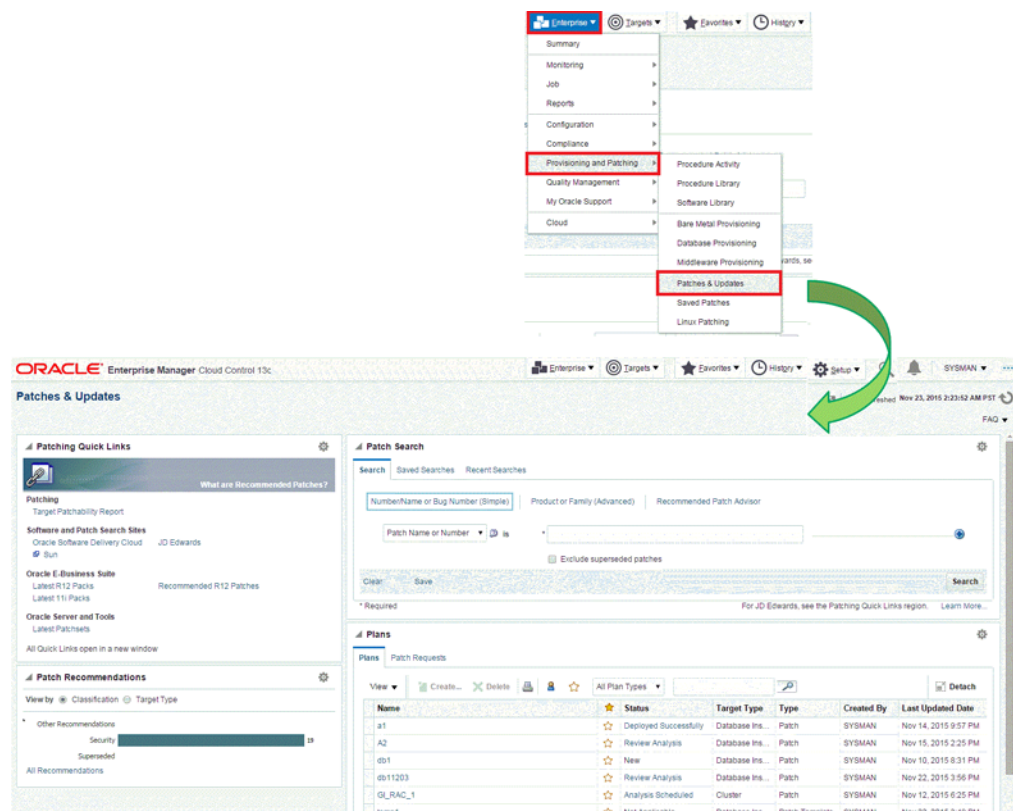 Enterprise Targets Favorites History
Summary
Monitoring
Job
Reports
Configuration
Compliance
Provisioning and Patching
Quality Management
My Oracle Support
Cloud
Procedure Activity
Procedure Library
Software Library
Bare Metal Provisioning
Database Provisioning
Middleware Provisioning
wards, se
Patches & Updates
Saved Patches
Linux Patching
ORACLE Enterprise Manager Cloud Control 13c
Enterprise Targets Favorites History Setup SYSMAN
Patches & Updates
eshed Nov 23, 2015 2:23:52 AM PST
FAQ
Patching Quick Links
What are Recommended Patches?
Patching
Target Patchability Report
Software and Patch Search Sites
Oracle Software Delivery Cloud JD Edwards
Sun
Oracle E-Business Suite
Latest R12 Packs Recommended R12 Patches
Latest 11i Packs
Oracle Server and Tools
Latest Patchsets
All Quick Links open in a new window
Patch Recommendations
View by Classification Target Type
Other Recommendations
Security 19
Superseded
All Recommendations
Patch Search
Search Saved Searches Recent Searches
Number/Name or Bug Number (Simple) Product or Family (Advanced) Recommended Patch Advisor
Patch Name or Number is *
Exclude superseded patches
Clear Save Search
* Required For JD Edwards, see the Patching Quick Links region. Learn More...
Plans
Plans Patch Requests
View Create... Delete All Plan Types Detach
Name Status Target Type Type Created By Last Updated Date
a1 Deployed Successfully Database Ins... Patch SYSMAN Nov 14, 2015 9:57 PM
A2 Review Analysis Database Ins... Patch SYSMAN Nov 15, 2015 2:25 PM
db1 New Database Ins... Patch SYSMAN Nov 10, 2015 8:31 PM
db11203 Review Analysis Database Ins... Patch SYSMAN Nov 22, 2015 3:56 PM
GI_RAC_1 Analysis Scheduled Cluster Patch SYSMAN Nov 12, 2015 6:25 PM